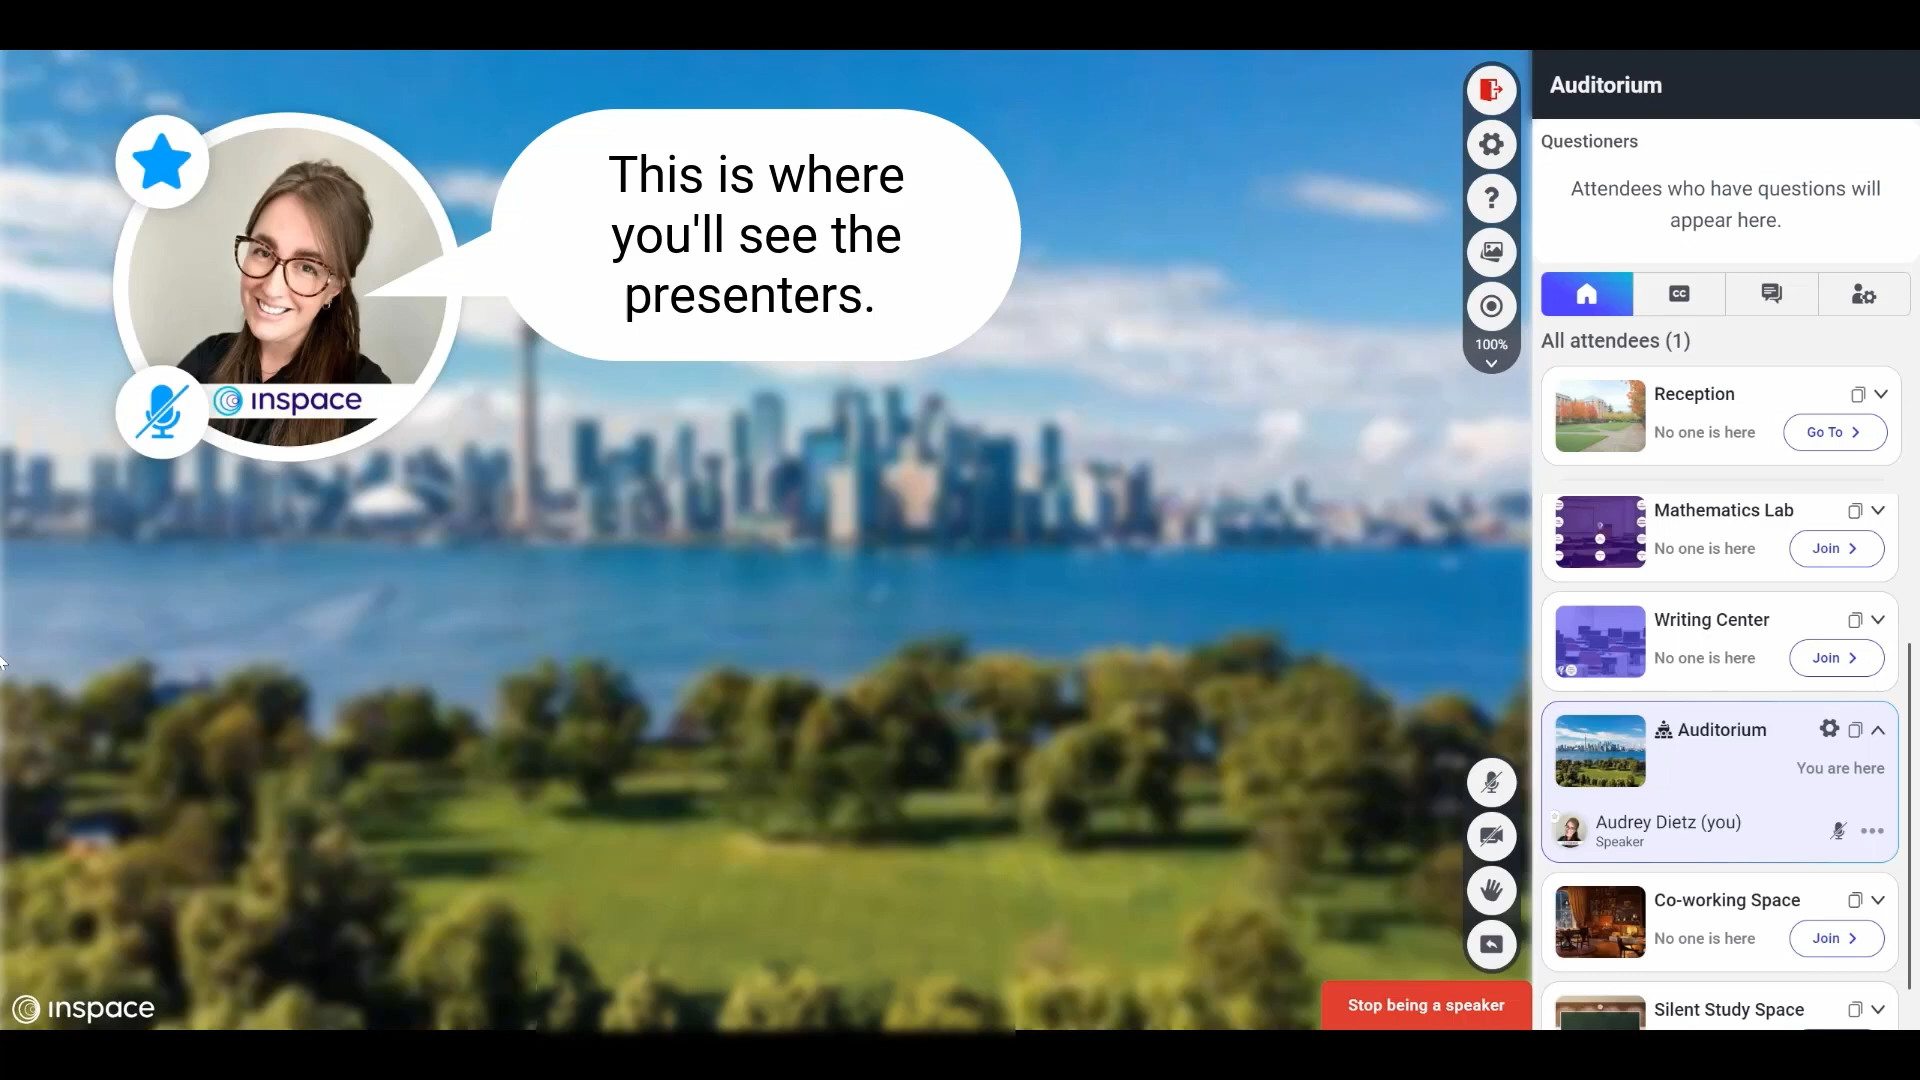 This is where
you'll see the
presenters.
inspace
inspace
100%
Stop being a speaker
Auditorium
Questioners
Attendees who have questions will
appear here.
CC
All attendees (1)
Reception
No one is here
Go To
Mathematics Lab
No one is here
Join
Writing Center
No one is here
Join
Auditorium
You are here
Audrey Dietz (you)
Speaker
Co-working Space
No one is here
Join
Silent Study Space